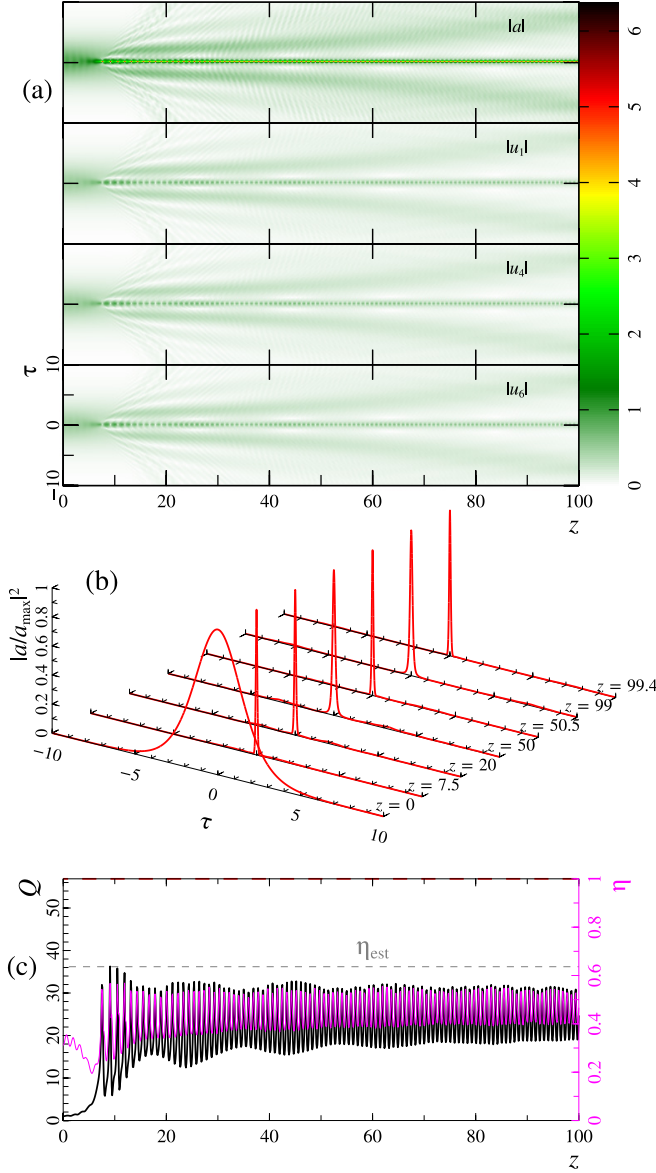 |a|
6
(a)
5
|u₁|
4
3
|u₄|
2
τ
10
|u₆|
1
0
−10
0
0 20 40 60 80 100
z
(b)
|a/a_max|²
1
0.8
0.6
0.4
0.2
0
−10
−5
0
5
10
τ
z = 99.4
z = 99
z = 50.5
z = 50
z = 20
z = 7.5
z = 0
Q
η
50
40
30
20
10
0
(c)
η_est
1
0.8
0.6
0.4
0.2
0
0 20 40 60 80 100
z